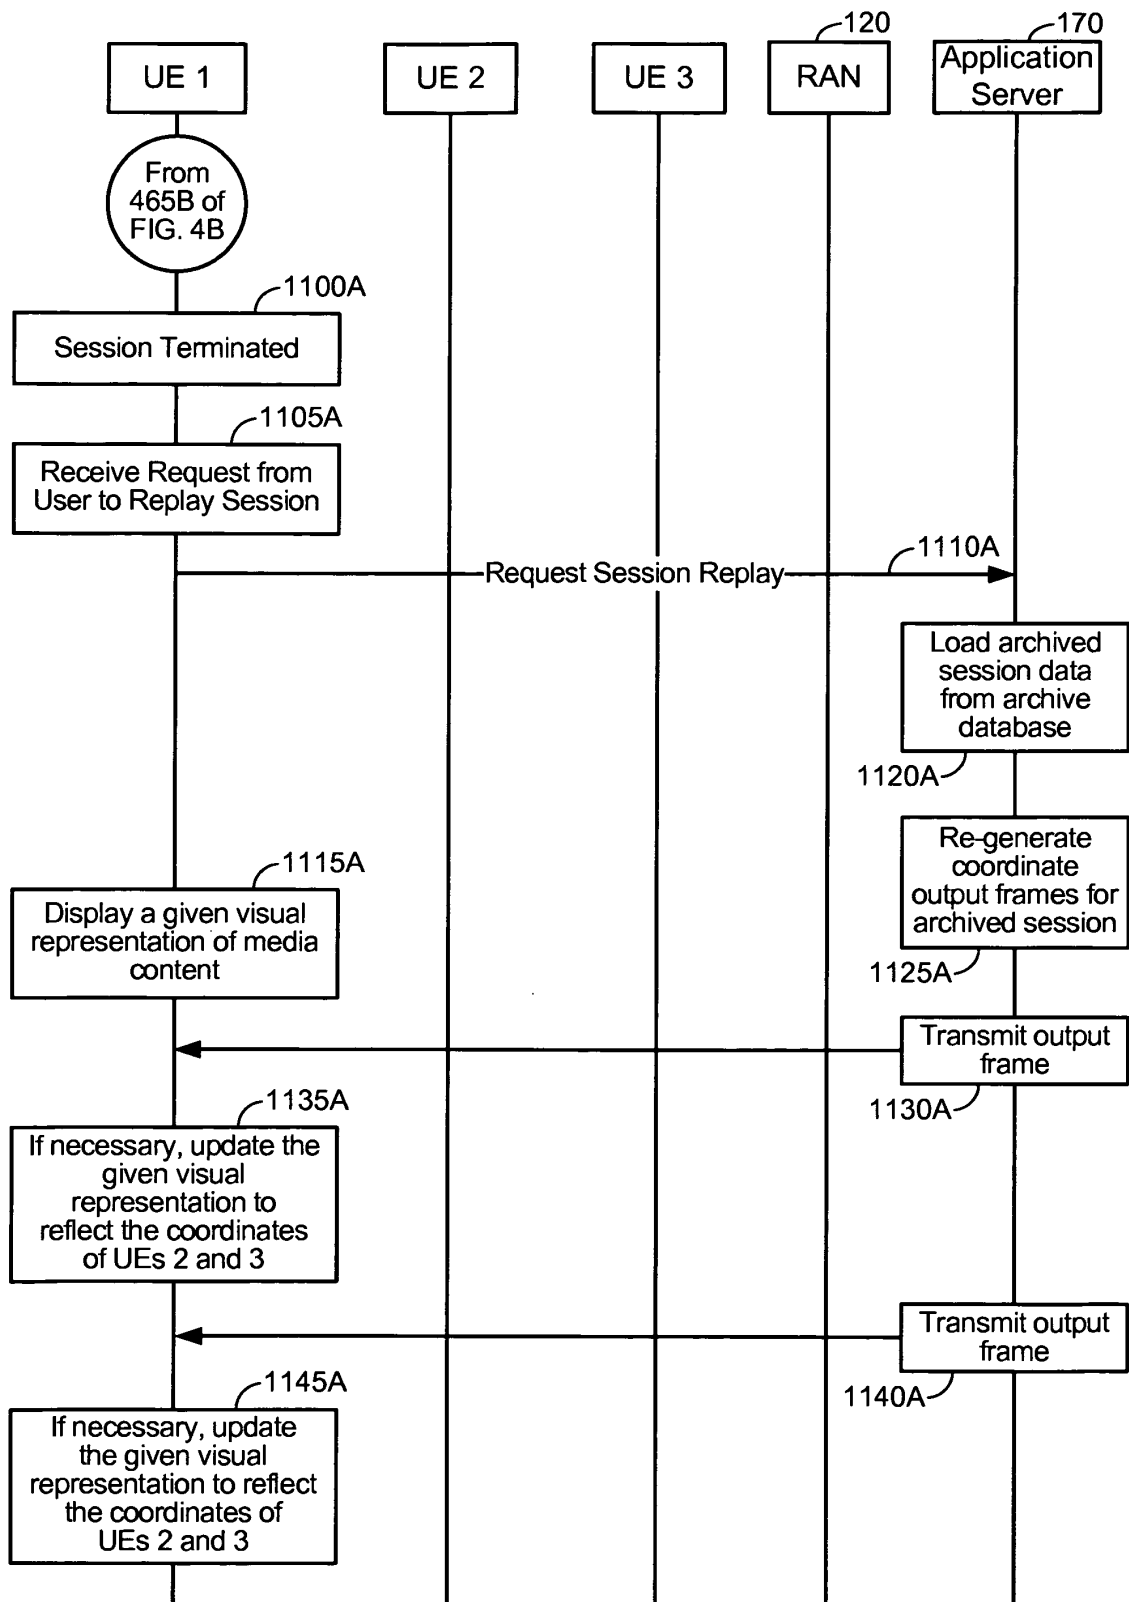 120
170
UE 1
UE 2
UE 3
RAN
Application
Server
From
465B of
FIG. 4B
1100A
Session Terminated
1105A
Receive Request from
User to Replay Session
1110A
Request Session Replay
Load archived
session data
from archive
database
1120A
Re-generate
coordinate
output frames for
archived session
1125A
1115A
Display a given visual
representation of media
content
Transmit output
frame
1130A
1135A
If necessary, update the
given visual
representation to
reflect the coordinates
of UEs 2 and 3
Transmit output
frame
1140A
1145A
If necessary, update
the given visual
representation to reflect
the coordinates of
UEs 2 and 3